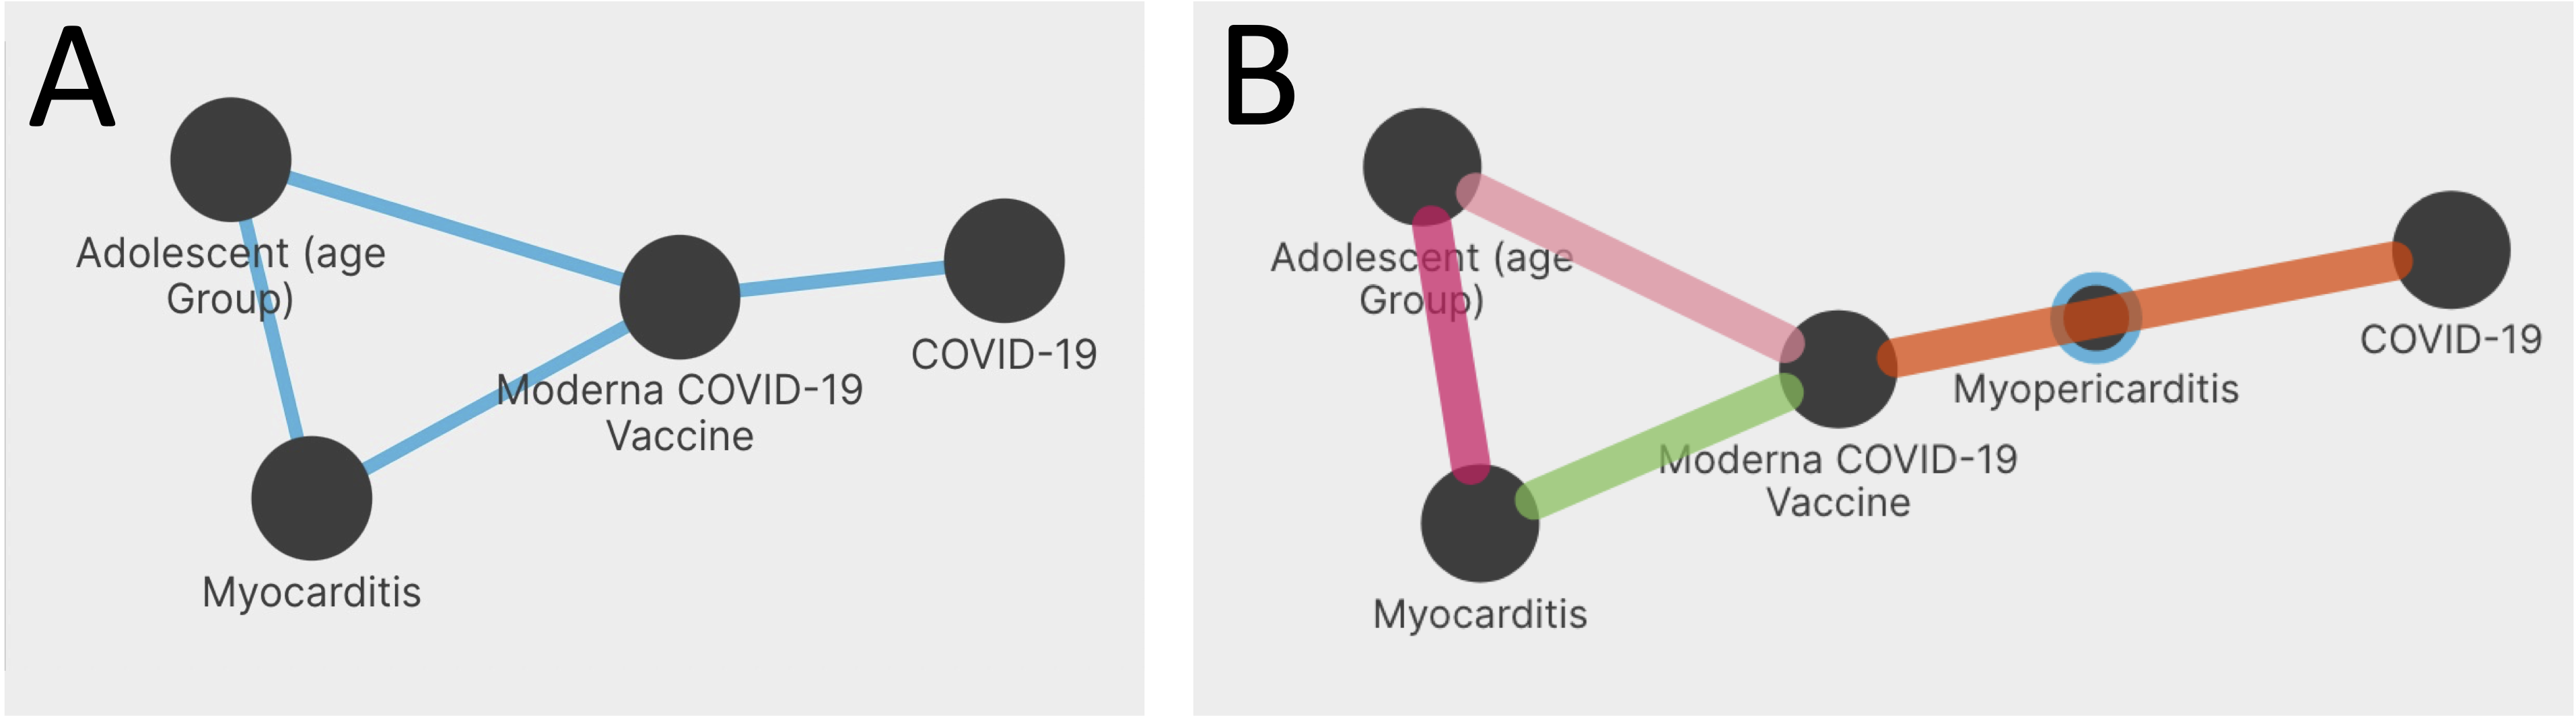 A
Adolescent (age
Group)
Moderna COVID-19
Vaccine
COVID-19
Myocarditis
B
Adolescent (age
Group)
Moderna COVID-19
Vaccine
Myopericarditis
COVID-19
Myocarditis